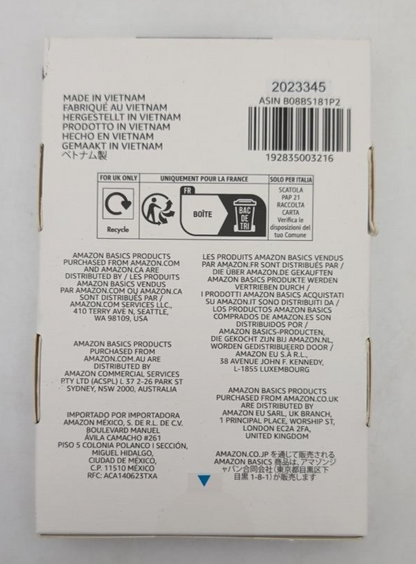 2023345
MADE IN VIETNAM
FABRIQUÉ AU VIETNAM
HERGESTELLT IN VIETNAM
PRODOTTO IN VIETNAM
HECHO EN VIETNAM
GEMAAKT IN VIETNAM
ベトナム製
ASIN B08BS181P2
192835003216
FOR UK ONLY
Recycle
UNIQUEMENT POUR LA FRANCE
FR
BOÎTE
BAC
DE
TRI
SOLO PER ITALIA
SCATOLA
PAP 21
RACCOLTA
CARTA
Verifica le
disposizioni del
tuo Comune
AMAZON BASICS PRODUCTS
PURCHASED FROM AMAZON.COM
AND AMAZON.CA ARE
DISTRIBUTED BY / LES PRODUITS
AMAZON BASICS VENDUS
PAR AMAZON.COM OU AMAZON.CA
SONT DISTRIBUÉS PAR /
AMAZON.COM SERVICES LLC.,
410 TERRY AVE N, SEATTLE,
WA 98109, USA
AMAZON BASICS PRODUCTS
PURCHASED FROM
AMAZON.COM.AU ARE
DISTRIBUTED BY
AMAZON COMMERCIAL SERVICES
PTY LTD (ACSPL) L 37 2-26 PARK ST
SYDNEY, NSW 2000, AUSTRALIA
IMPORTADO POR IMPORTADORA
AMAZON MÉXICO, S. DE R.L. DE C.V.
BOULEVARD MANUEL
ÁVILA CAMACHO #261
PISO 5 COLONIA POLANCO I SECCIÓN,
MIGUEL HIDALGO,
CIUDAD DE MÉXICO,
C.P. 11510 MÉXICO
RFC: ACA140623TXA
LES PRODUITS AMAZON BASICS VENDUS
PAR AMAZON.FR SONT DISTRIBUÉS PAR /
DIE ÜBER AMAZON.DE GEKAUFTEN
AMAZON BASICS PRODUKTE WERDEN
VERTRIEBEN DURCH /
I PRODOTTI AMAZON BASICS ACQUISTATI
SU AMAZON.IT SONO DISTRIBUITI DA /
LOS PRODUCTOS AMAZON BASICS
COMPRADOS DE AMAZON.ES SON
DISTRIBUIDOS POR /
AMAZON BASICS-PRODUCTEN,
DIE GEKOCHT ZIJN BIJ AMAZON.NL,
WORDEN GEDISTRIBUEERD DOOR /
AMAZON EU S.À R.L.,
38 AVENUE JOHN F. KENNEDY,
L-1855 LUXEMBOURG
AMAZON BASICS PRODUCTS
PURCHASED FROM AMAZON.CO.UK
ARE DISTRIBUTED BY
AMAZON EU SARL, UK BRANCH,
1 PRINCIPAL PLACE, WORSHIP ST,
LONDON EC2A 2FA,
UNITED KINGDOM
AMAZON.CO.JP を通じて販売される
AMAZON BASICS 商品は、アマゾンジ
ャパン合同会社（東京都目黒区下
目黒 1-8-1）が販売します